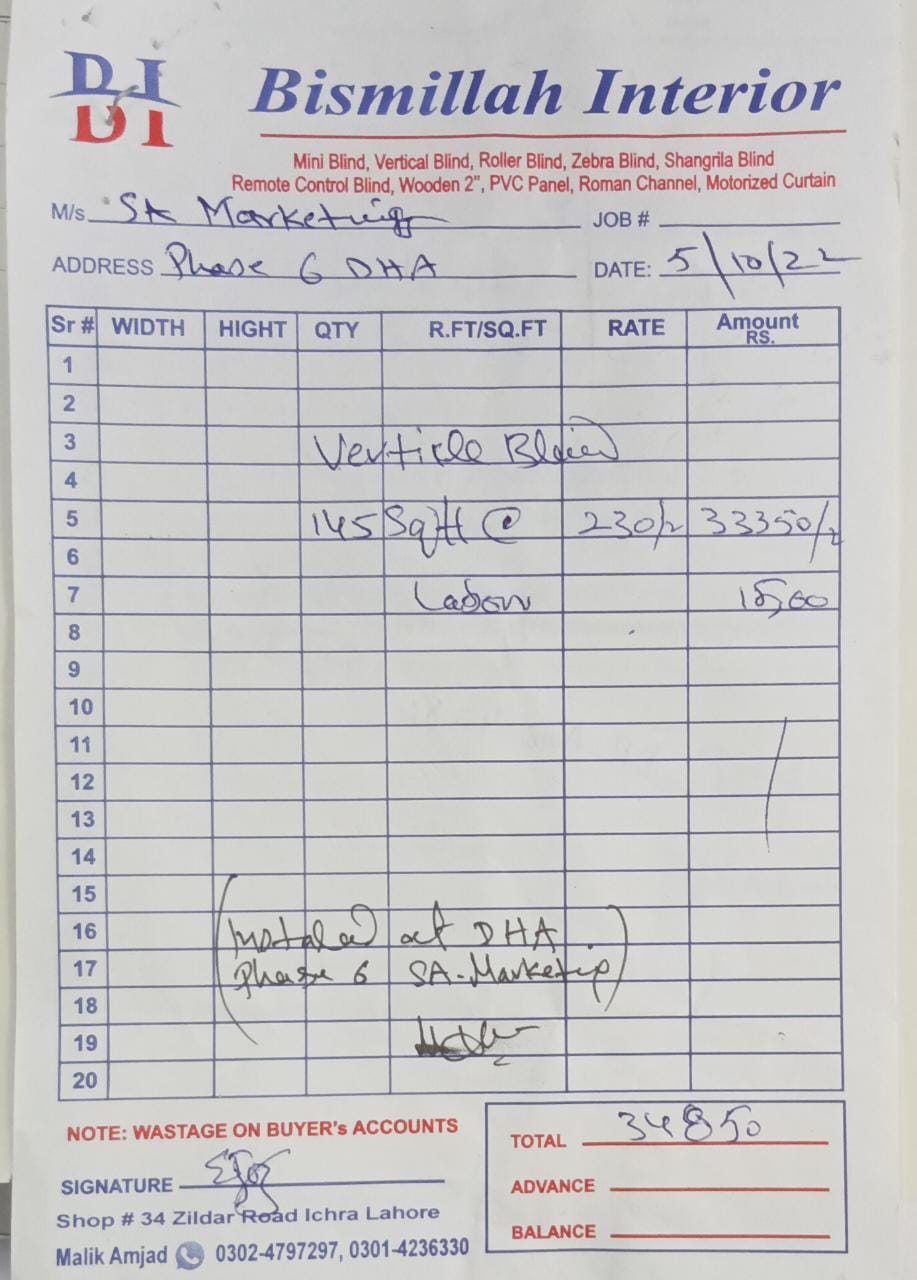 DI
DI
Bismillah Interior
Mini Blind, Vertical Blind, Roller Blind, Zebra Blind, Shangrila Blind
Remote Control Blind, Wooden 2", PVC Panel, Roman Channel, Motorized Curtain
M/s. SA Marketing JOB #
ADDRESS Phase 6 DHA DATE: 5/10/22
Sr # WIDTH HIGHT QTY R.FT/SQ.FT RATE Amount RS.
1
2
3 Verticle Blind
4
5 145 Sqft @ 230/- 33350/-
6
7 Labour 15,00
8
9
10
11
12
13
14
15
16 (Instaled at DHA
17 Phase 6 SA-Marketing)
18
19
20
NOTE: WASTAGE ON BUYER's ACCOUNTS
TOTAL 34850
SIGNATURE
ADVANCE
Shop # 34 Zildar Road Ichra Lahore
BALANCE
Malik Amjad 0302-4797297, 0301-4236330